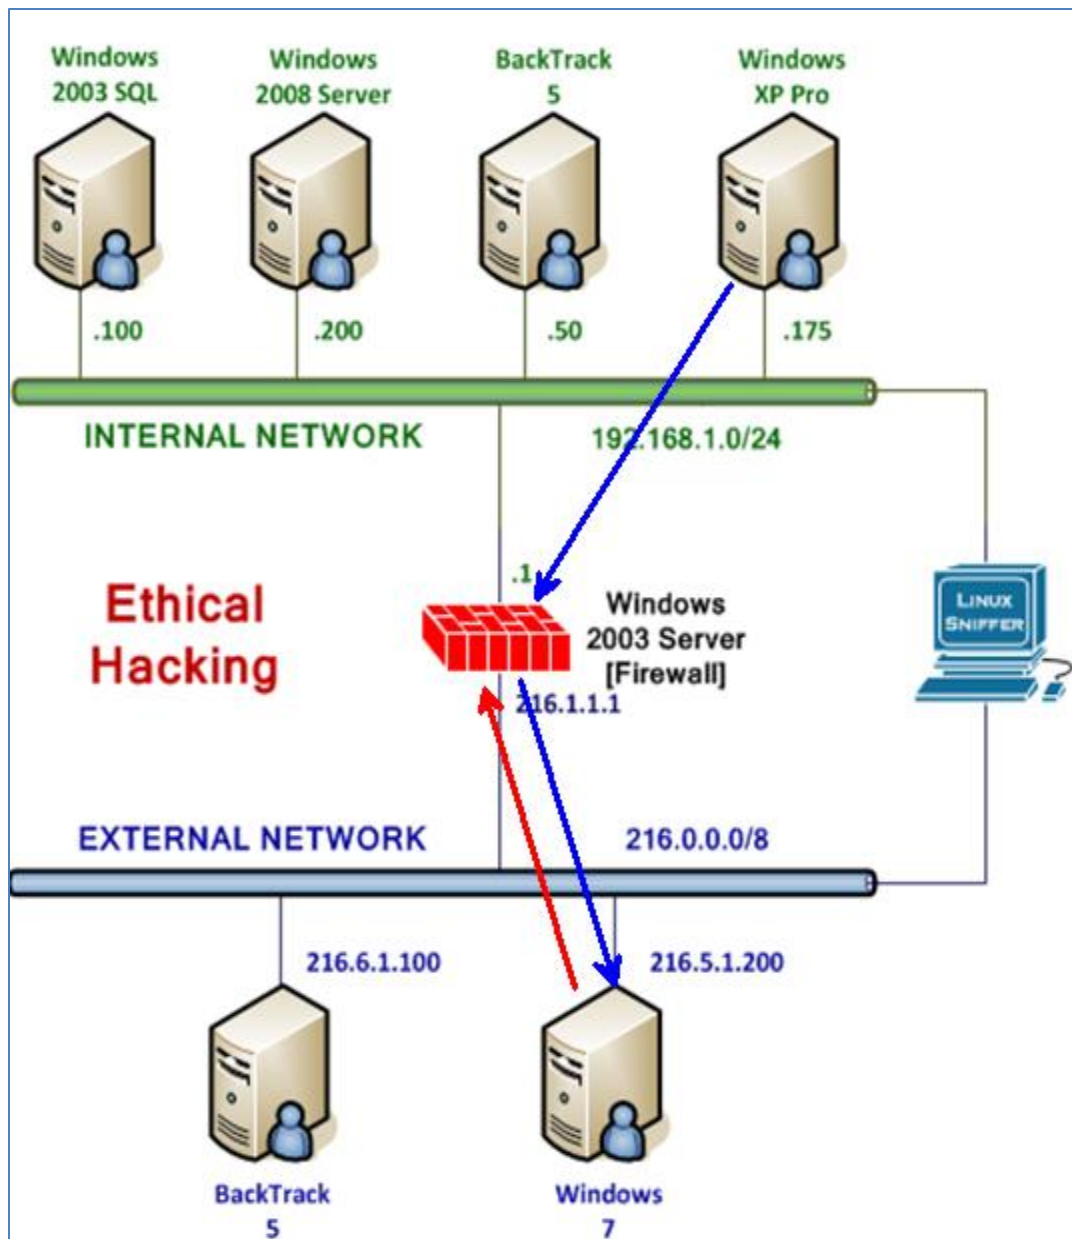 Windows
2003 SQL
Windows
2008 Server
BackTrack
5
Windows
XP Pro
.100
.200
.50
.175
INTERNAL NETWORK
192.168.1.0/24
.1
Ethical
Hacking
Windows
2003 Server
[Firewall]
LINUX
SNIFFER
216.1.1.1
EXTERNAL NETWORK
216.0.0.0/8
216.6.1.100
216.5.1.200
BackTrack
5
Windows
7